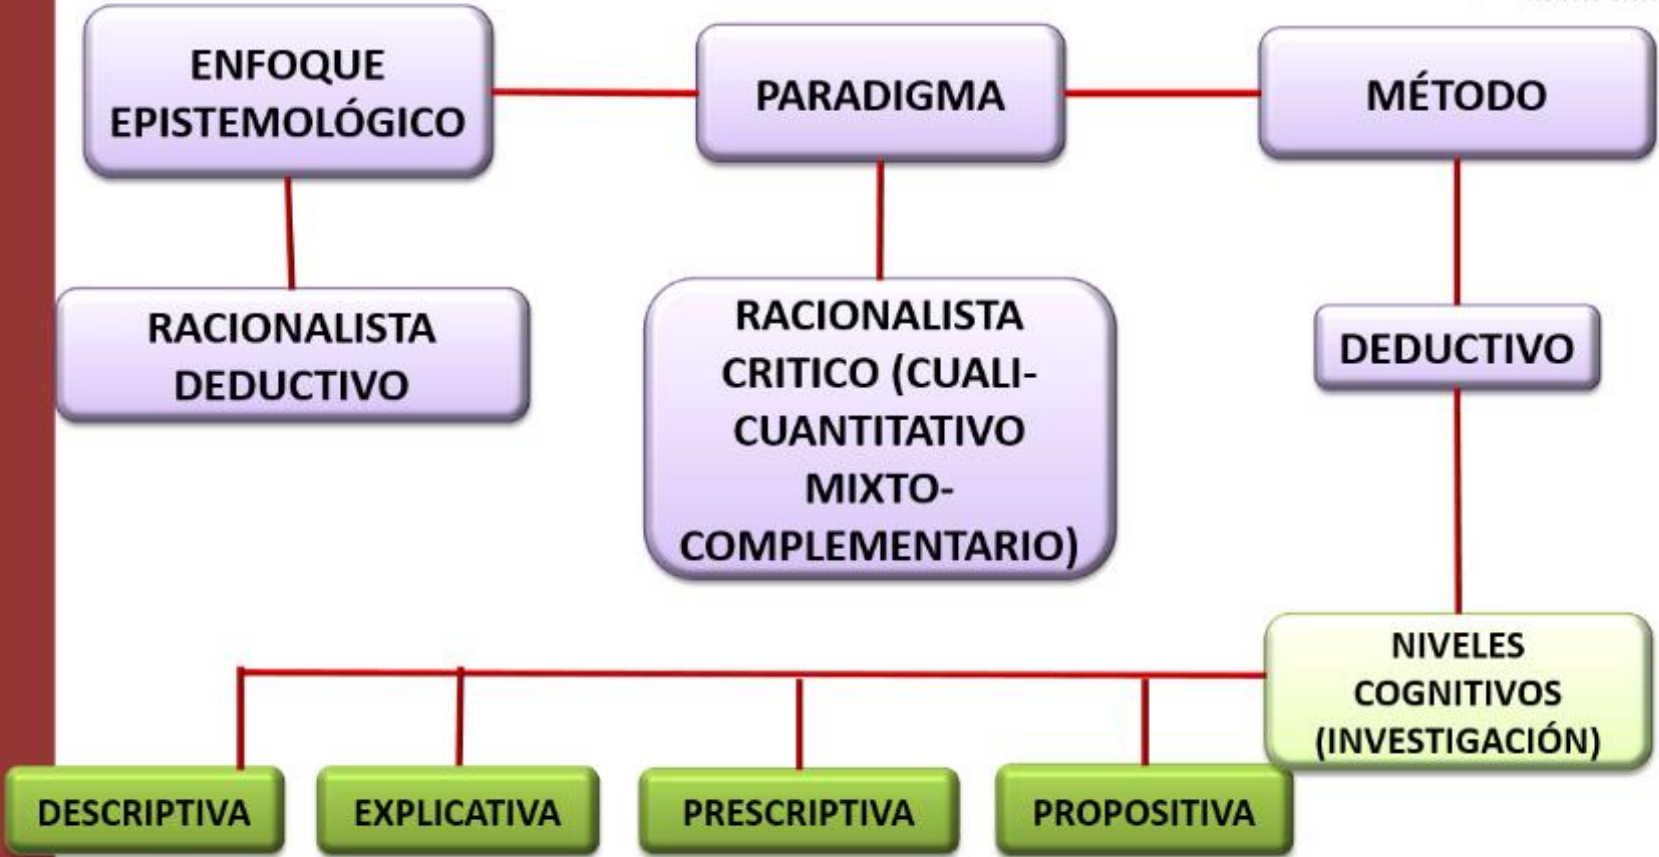 ENFOQUE
EPISTEMOLÓGICO
PARADIGMA
MÉTODO
RACIONALISTA
DEDUCTIVO
RACIONALISTA
CRITICO (CUALI-
CUANTITATIVO
MIXTO-
COMPLEMENTARIO)
DEDUCTIVO
NIVELES
COGNITIVOS
(INVESTIGACIÓN)
DESCRIPTIVA
EXPLICATIVA
PRESCRIPTIVA
PROPOSITIVA